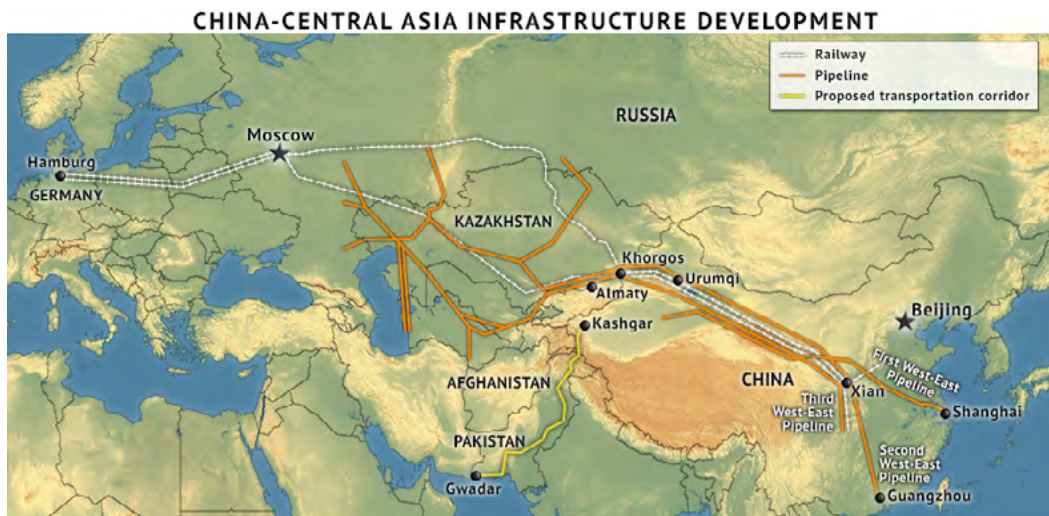 CHINA-CENTRAL ASIA INFRASTRUCTURE DEVELOPMENT
Railway
Pipeline
Proposed transportation corridor
RUSSIA
Moscow
Hamburg
GERMANY
KAZAKHSTAN
Khorgos
Urumqi
Almaty
Beijing
Kashgar
First West-East
Pipeline
AFGHANISTAN
CHINA
Xian
Third
West-East
Pipeline
Shanghai
PAKISTAN
Second
West-East
Pipeline
Gwadar
Guangzhou